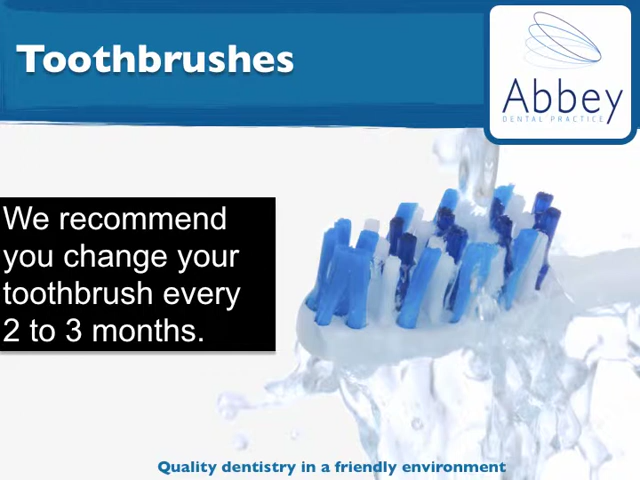 Toothbrushes
Abbey
DENTAL PRACTICE
We recommend
you change your
toothbrush every
2 to 3 months.
Quality dentistry in a friendly environment